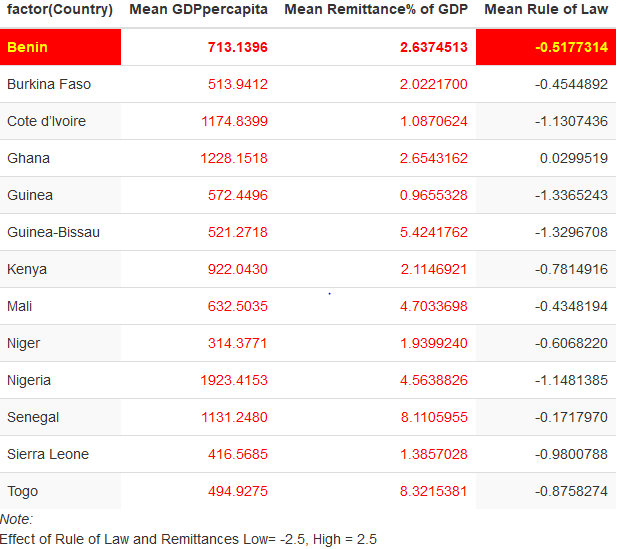 factor(Country) Mean GDPpercapita Mean Remittance% of GDP Mean Rule of Law
Benin 713.1396 2.6374513 -0.5177314
Burkina Faso 513.9412 2.0221700 -0.4544892
Cote d'Ivoire 1174.8399 1.0870624 -1.1307436
Ghana 1228.1518 2.6543162 0.0299519
Guinea 572.4496 0.9655328 -1.3365243
Guinea-Bissau 521.2718 5.4241762 -1.3296708
Kenya 922.0430 2.1146921 -0.7814916
Mali 632.5035 4.7033698 -0.4348194
Niger 314.3771 1.9399240 -0.6068220
Nigeria 1923.4153 4.5638826 -1.1481385
Senegal 1131.2480 8.1105955 -0.1717970
Sierra Leone 416.5685 1.3857028 -0.9800788
Togo 494.9275 8.3215381 -0.8758274
Note:
Effect of Rule of Law and Remittances Low= -2.5, High = 2.5